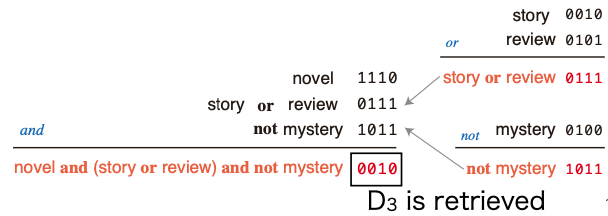 story 0010
or review 0101
story or review 0111
novel 1110
story or review 0111
and not mystery 1011
novel and (story or review) and not mystery 0010
not mystery 0100
not mystery 1011
D3 is retrieved